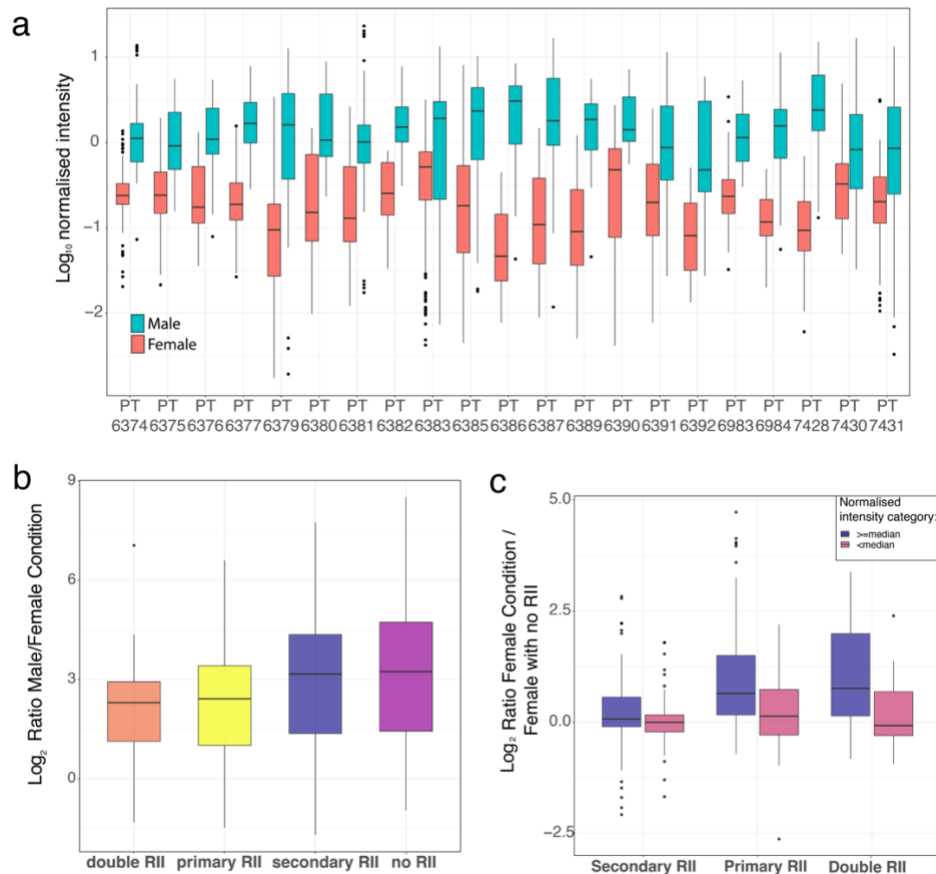 a
Log₁₀ normalised intensity
1
0
−1
−2
Male
Female
PT PT PT PT PT PT PT PT PT PT PT PT PT PT PT PT PT PT PT PT PT
6374 6375 6376 6377 6379 6380 6381 6382 6383 6385 6386 6387 6389 6390 6391 6392 6983 6984 7428 7430 7431
b
Log₂ Ratio Male/Female Condition
9
6
3
0
double RII primary RII secondary RII no RII
c
Log₂ Ratio Female Condition /
Female with no RII
5.0
2.5
0.0
−2.5
Normalised
intensity category:
>=median
<median
Secondary RII Primary RII Double RII